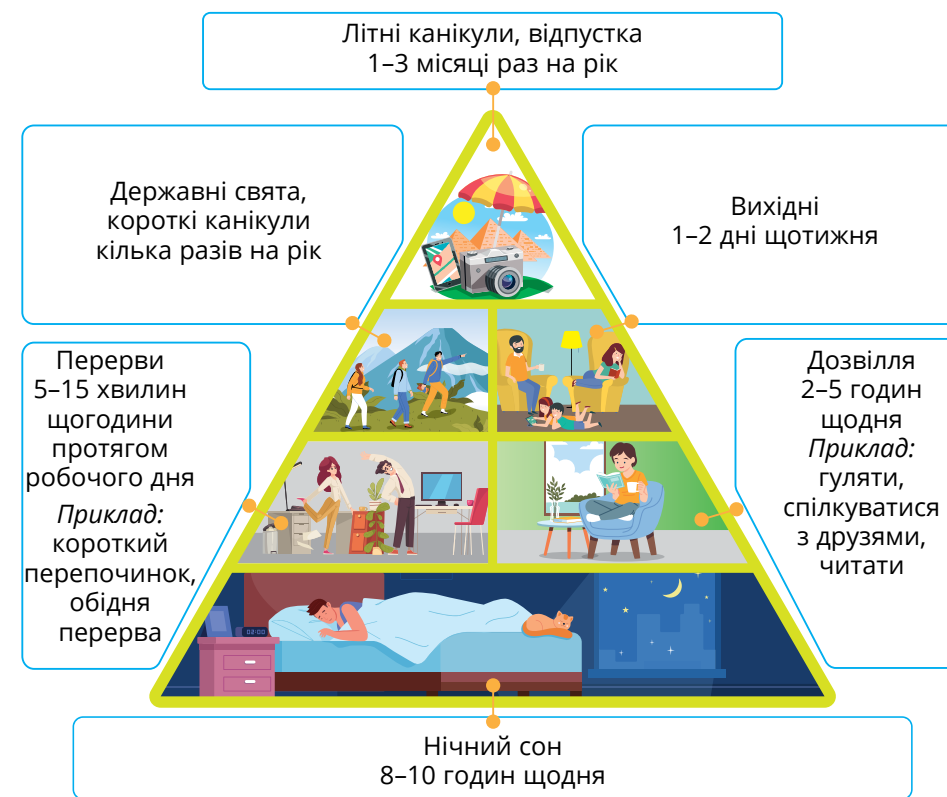 Літні канікули, відпустка
1–3 місяці раз на рік
Державні свята,
короткі канікули
кілька разів на рік
Вихідні
1–2 дні щотижня
Перерви
5–15 хвилин
щогодини
протягом
робочого дня
Приклад:
короткий
перепочинок,
обідня
перерва
Дозвілля
2–5 годин
щодня
Приклад:
гуляти,
спілкуватися
з друзями,
читати
02:00
Нічний сон
8–10 годин щодня